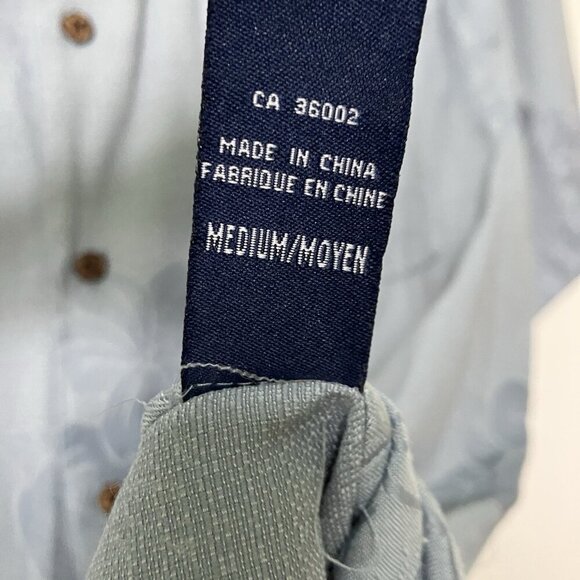 CA 36002
MADE IN CHINA
FABRIQUE EN CHINE
MEDIUM/MOYEN